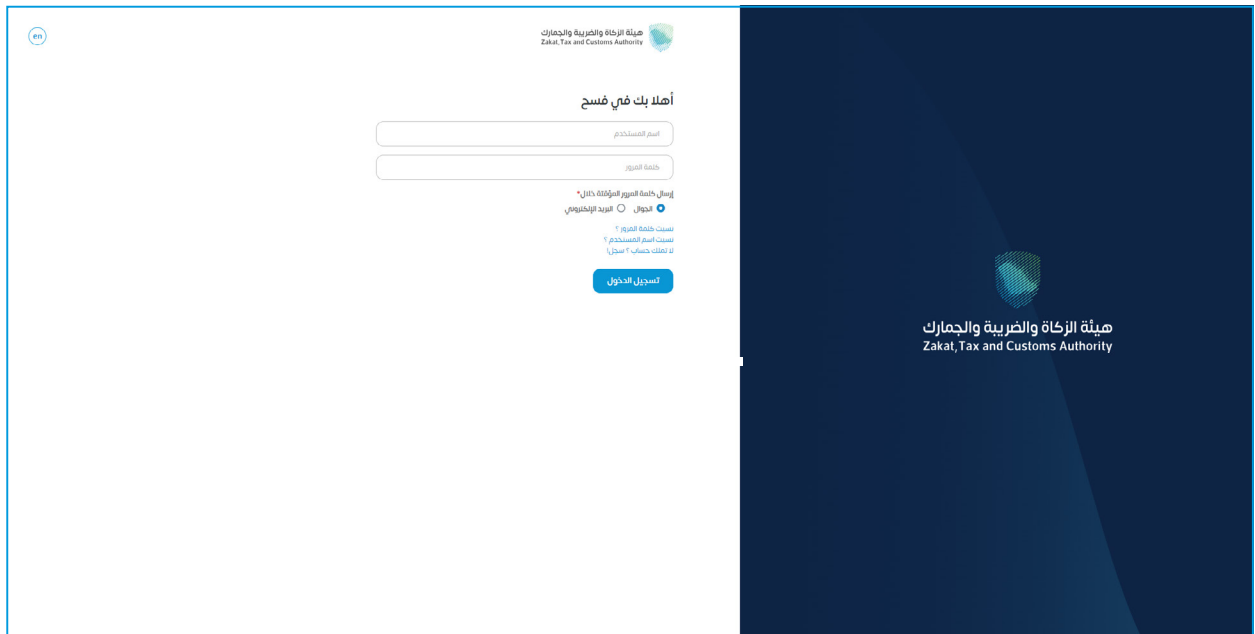 en
هيئة الزكاة والضريبة والجمارك
Zakat, Tax and Customs Authority
أهلا بك في فسح
اسم المستخدم
كلمة المرور
إرسال كلمة المرور المؤقتة خلال*
الجوال البريد الإلكتروني
نسيت كلمة المرور ؟
نسيت اسم المستخدم ؟
لا تملك حساب ؟ سجل!
تسجيل الدخول
هيئة الزكاة والضريبة والجمارك
Zakat, Tax and Customs Authority